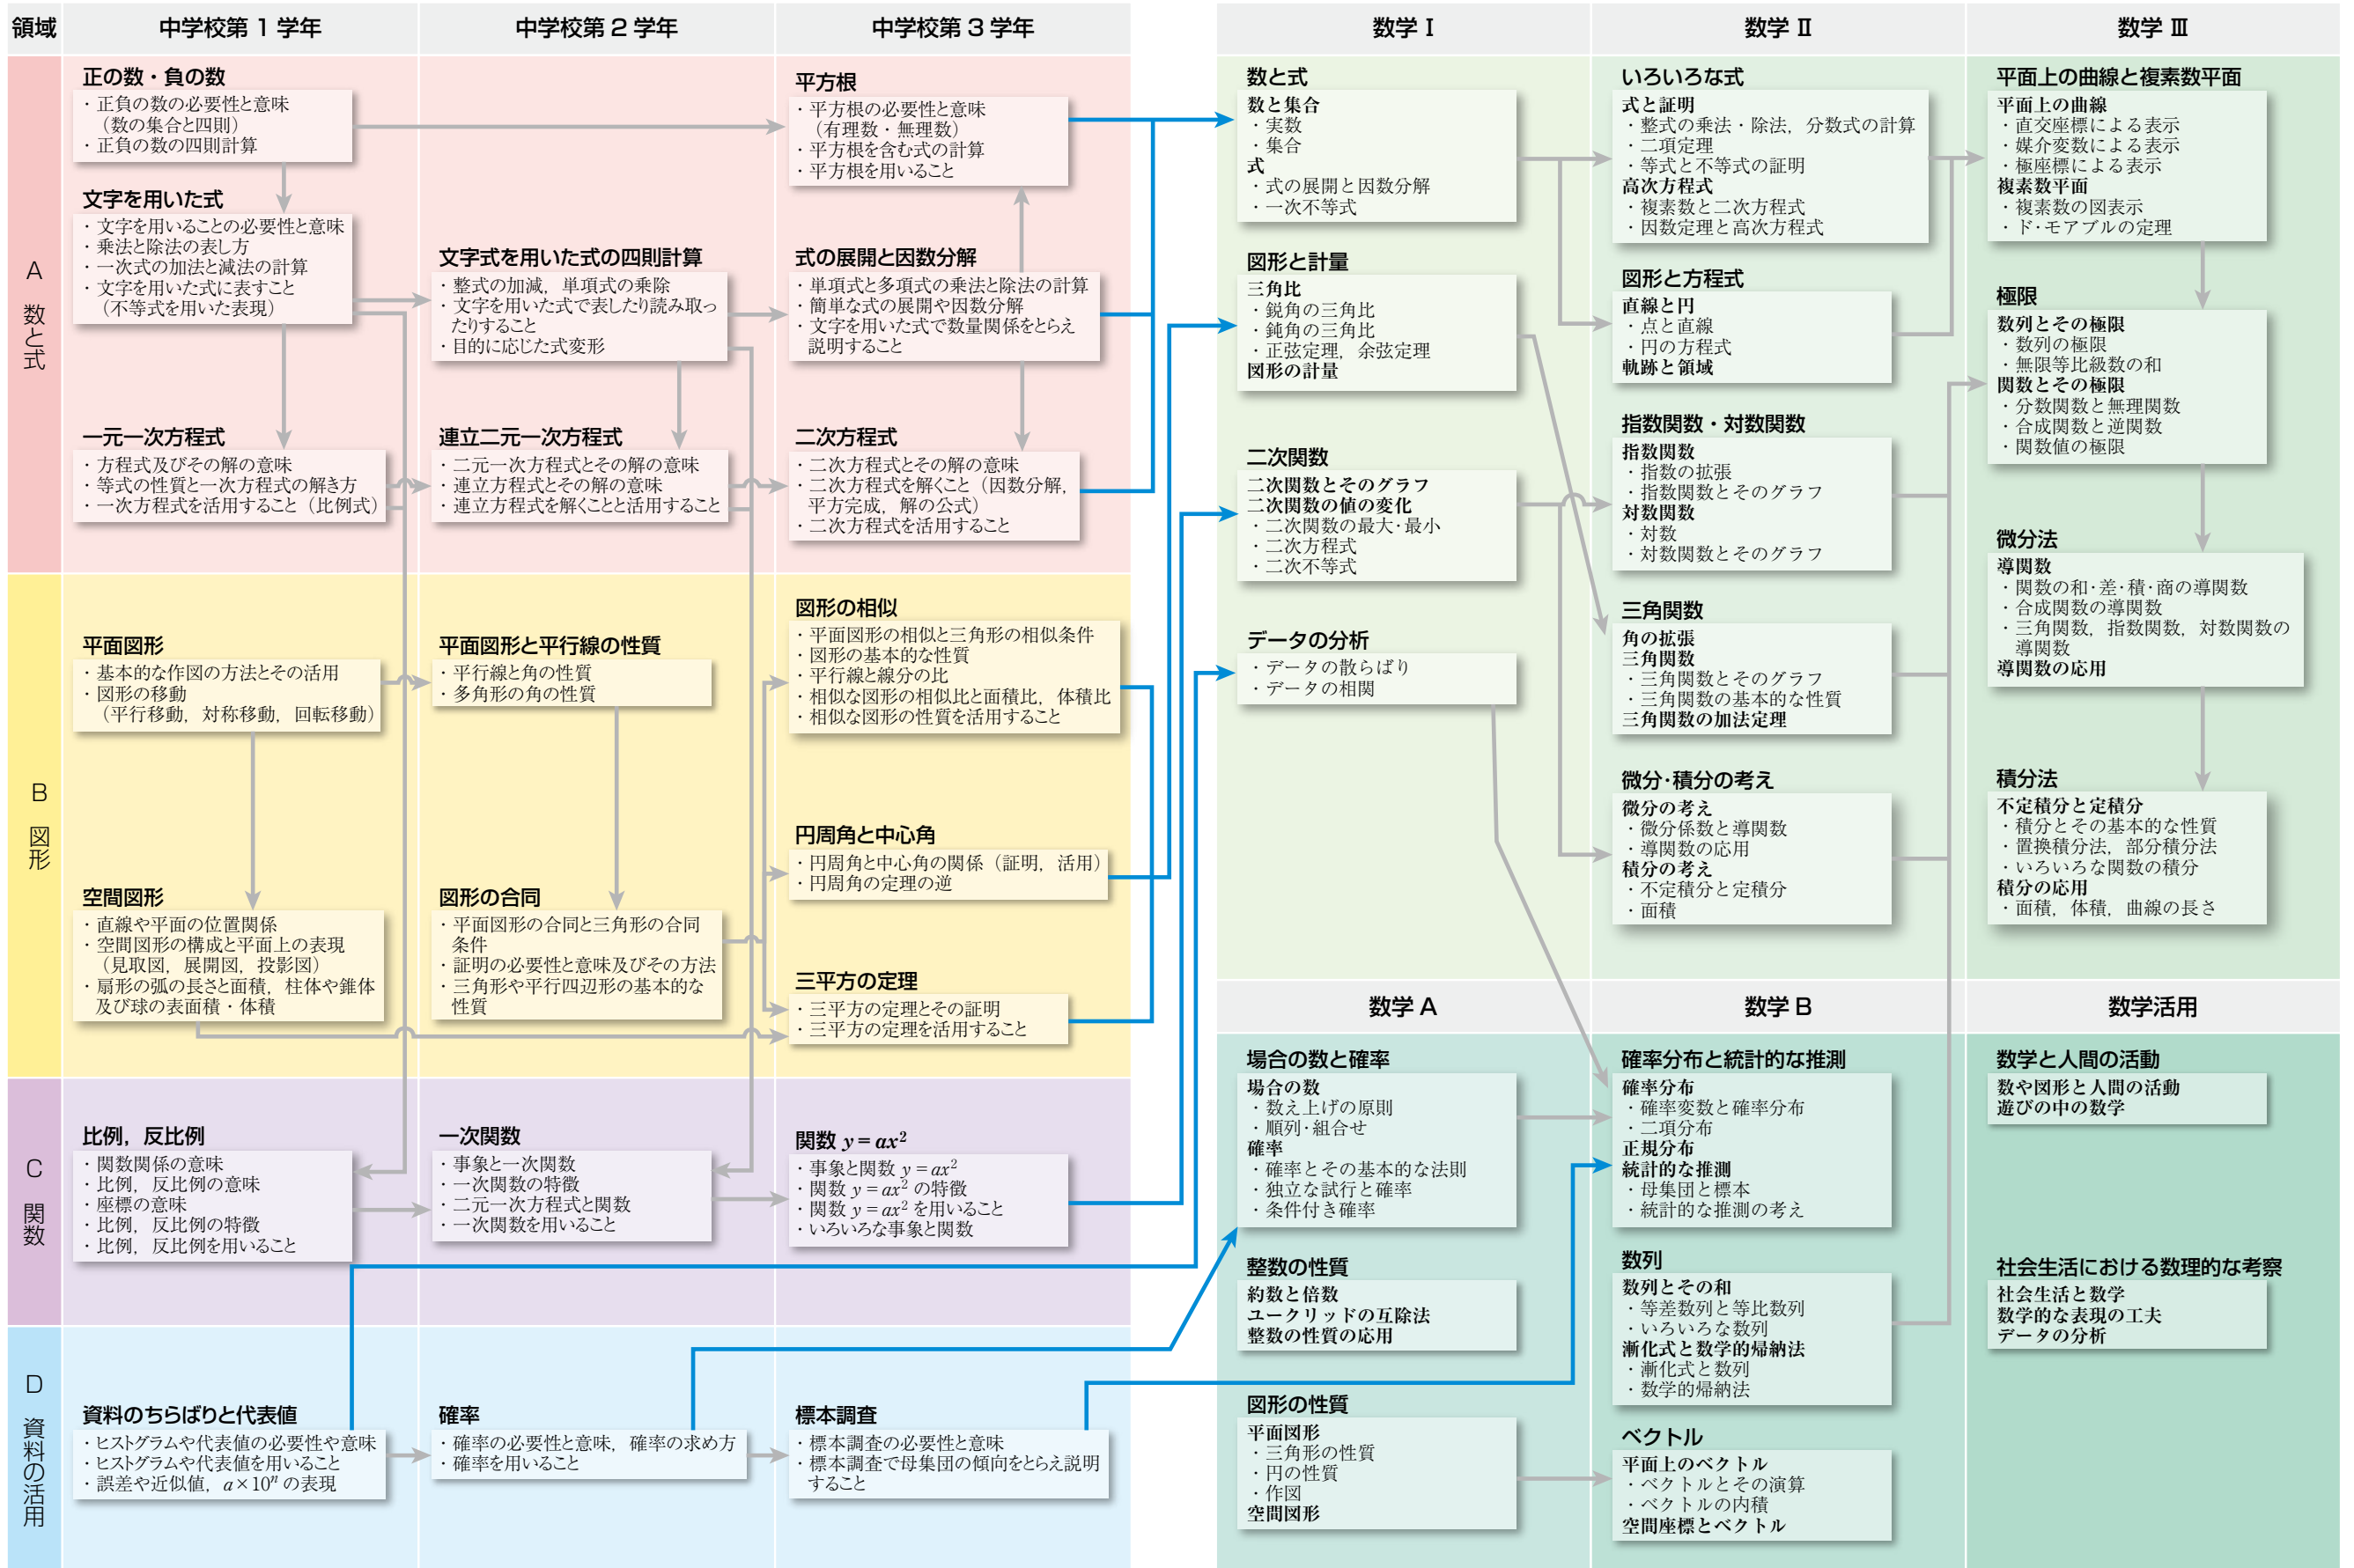 領域
中学校第 1 学年
中学校第 2 学年
中学校第 3 学年
A 数と式
正の数・負の数
・正負の数の必要性と意味
（数の集合と四則）
・正負の数の四則計算
文字を用いた式
・文字を用いることの必要性と意味
・乗法と除法の表し方
・一次式の加法と減法の計算
・文字を用いた式に表すこと
（不等式を用いた表現）
一元一次方程式
・方程式及びその解の意味
・等式の性質と一次方程式の解き方
・一次方程式を活用すること（比例式）
文字式を用いた式の四則計算
・整式の加減，単項式の乗除
・文字を用いた式で表したり読み取っ
たりすること
・目的に応じた式変形
連立二元一次方程式
・二元一次方程式とその解の意味
・連立方程式とその解の意味
・連立方程式を解くことと活用すること
平方根
・平方根の必要性と意味
（有理数・無理数）
・平方根を含む式の計算
・平方根を用いること
式の展開と因数分解
・単項式と多項式の乗法と除法の計算
・簡単な式の展開や因数分解
・文字を用いた式で数量関係をとらえ
説明すること
二次方程式
・二次方程式とその解の意味
・二次方程式を解くこと（因数分解，
平方完成，解の公式）
・二次方程式を活用すること
B 図形
平面図形
・基本的な作図の方法とその活用
・図形の移動
（平行移動，対称移動，回転移動）
空間図形
・直線や平面の位置関係
・空間図形の構成と平面上の表現
（見取図，展開図，投影図）
・扇形の弧の長さと面積，柱体や錐体
及び球の表面積・体積
平面図形と平行線の性質
・平行線と角の性質
・多角形の角の性質
図形の合同
・平面図形の合同と三角形の合同
条件
・証明の必要性と意味及びその方法
・三角形や平行四辺形の基本的な
性質
図形の相似
・平面図形の相似と三角形の相似条件
・図形の基本的な性質
・平行線と線分の比
・相似な図形の相似比と面積比，体積比
・相似な図形の性質を活用すること
円周角と中心角
・円周角と中心角の関係（証明，活用）
・円周角の定理の逆
三平方の定理
・三平方の定理とその証明
・三平方の定理を活用すること
C 関数
比例，反比例
・関数関係の意味
・比例，反比例の意味
・座標の意味
・比例，反比例の特徴
・比例，反比例を用いること
一次関数
・事象と一次関数
・一次関数の特徴
・二元一次方程式と関数
・一次関数を用いること
関数 y＝ax²
・事象と関数 y＝ax²
・関数 y＝ax² の特徴
・関数 y＝ax² を用いること
・いろいろな事象と関数
D 資料の活用
資料のちらばりと代表値
・ヒストグラムや代表値の必要性や意味
・ヒストグラムや代表値を用いること
・誤差や近似値，a×10ⁿ の表現
確率
・確率の必要性と意味，確率の求め方
・確率を用いること
標本調査
・標本調査の必要性と意味
・標本調査で母集団の傾向をとらえ説明
すること
数学 Ⅰ
数学 Ⅱ
数学 Ⅲ
数と式
数と集合
・実数
・集合
式
・式の展開と因数分解
・一次不等式
図形と計量
三角比
・鋭角の三角比
・鈍角の三角比
・正弦定理，余弦定理
図形の計量
二次関数
二次関数とそのグラフ
二次関数の値の変化
・二次関数の最大・最小
・二次方程式
・二次不等式
データの分析
・データの散らばり
・データの相関
いろいろな式
式と証明
・整式の乗法・除法，分数式の計算
・二項定理
・等式と不等式の証明
高次方程式
・複素数と二次方程式
・因数定理と高次方程式
図形と方程式
直線と円
・点と直線
・円の方程式
軌跡と領域
指数関数・対数関数
指数関数
・指数の拡張
・指数関数とそのグラフ
対数関数
・対数
・対数関数とそのグラフ
三角関数
角の拡張
三角関数
・三角関数とそのグラフ
・三角関数の基本的な性質
三角関数の加法定理
微分・積分の考え
微分の考え
・微分係数と導関数
・導関数の応用
積分の考え
・不定積分と定積分
・面積
平面上の曲線と複素数平面
平面上の曲線
・直交座標による表示
・媒介変数による表示
・極座標による表示
複素数平面
・複素数の図表示
・ド・モアブルの定理
極限
数列とその極限
・数列の極限
・無限等比級数の和
関数とその極限
・分数関数と無理関数
・合成関数と逆関数
・関数値の極限
微分法
導関数
・関数の和・差・積・商の導関数
・合成関数の導関数
・三角関数，指数関数，対数関数の
導関数
導関数の応用
積分法
不定積分と定積分
・積分とその基本的な性質
・置換積分法，部分積分法
・いろいろな関数の積分
積分の応用
・面積，体積，曲線の長さ
数学 A
数学 B
数学活用
場合の数と確率
場合の数
・数え上げの原則
・順列・組合せ
確率
・確率とその基本的な法則
・独立な試行と確率
・条件付き確率
整数の性質
約数と倍数
ユークリッドの互除法
整数の性質の応用
図形の性質
平面図形
・三角形の性質
・円の性質
・作図
空間図形
確率分布と統計的な推測
確率分布
・確率変数と確率分布
・二項分布
正規分布
統計的な推測
・母集団と標本
・統計的な推測の考え
数列
数列とその和
・等差数列と等比数列
・いろいろな数列
漸化式と数学的帰納法
・漸化式と数列
・数学的帰納法
ベクトル
平面上のベクトル
・ベクトルとその演算
・ベクトルの内積
空間座標とベクトル
数学と人間の活動
数や図形と人間の活動
遊びの中の数学
社会生活における数理的な考察
社会生活と数学
数学的な表現の工夫
データの分析